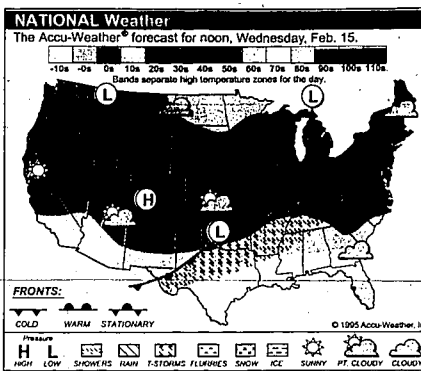 NATIONAL Weather
The Accu-Weather® forecast for noon, Wednesday, Feb. 15.
-10s -0s 0s 10s 20s 30s 40s 50s 60s 70s 80s 90s 100s 110s
Bands separate high temperature zones for the day.
L
L
H
L
FRONTS:
COLD WARM STATIONARY
© 1995 Accu-Weather, I
Pressure
H L
HIGH LOW SHOWERS RAIN T-STORMS FLURRIES SNOW ICE SUNNY PT. CLOUDY CLOUDY